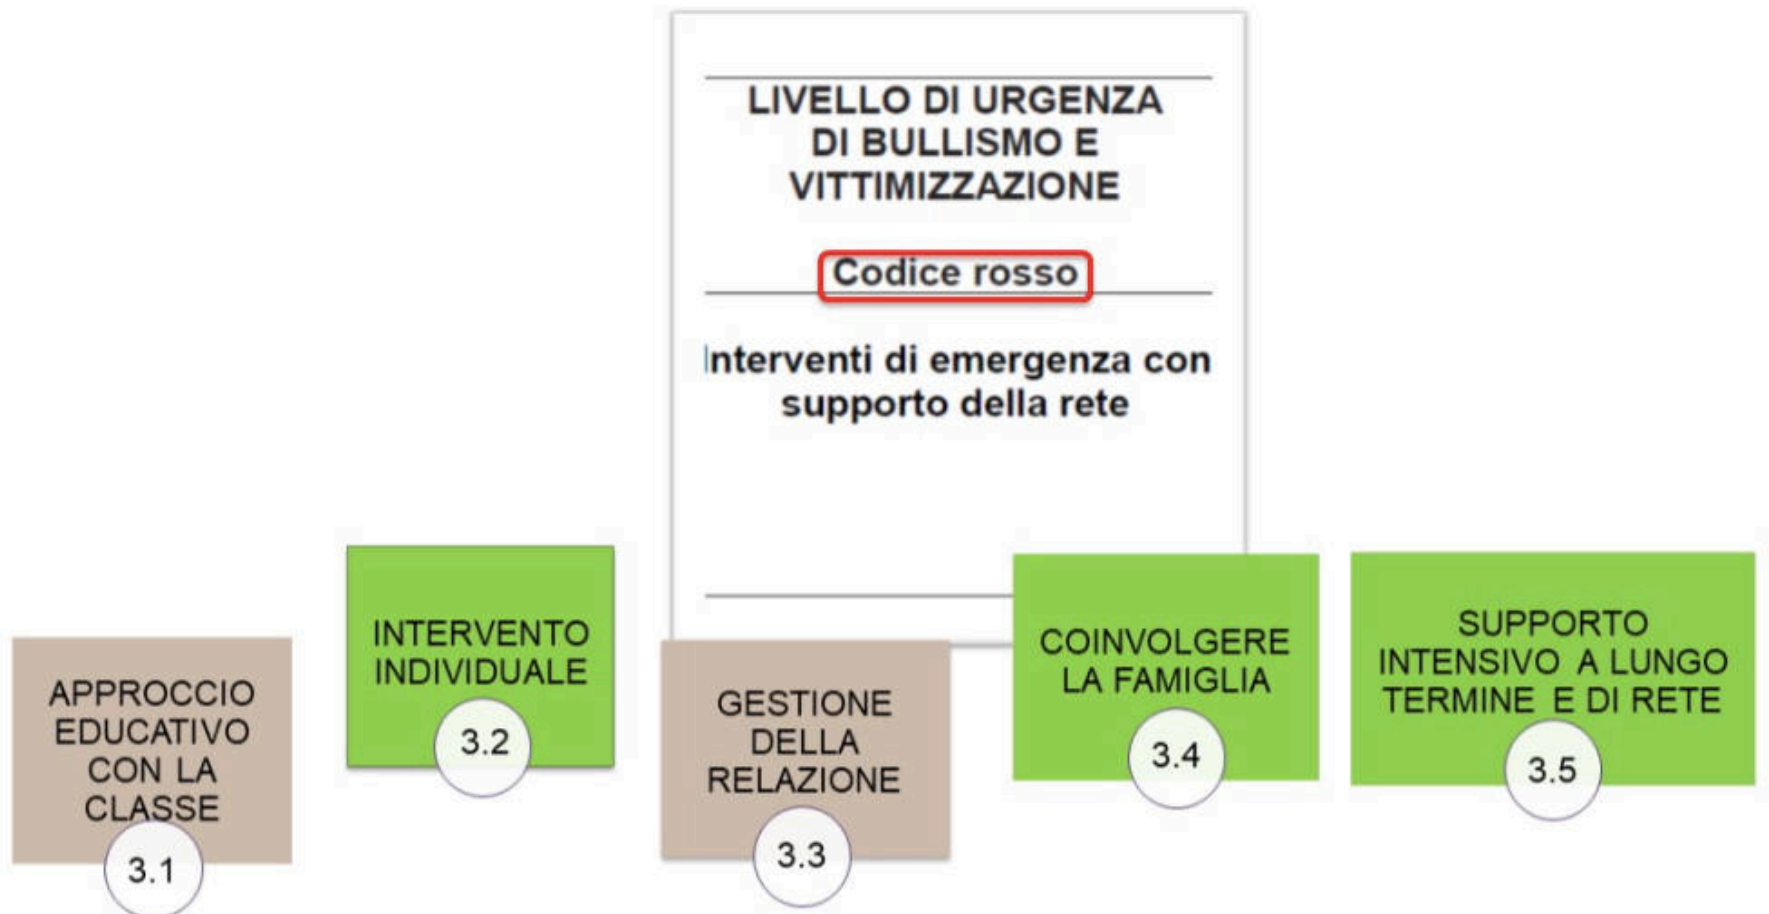 LIVELLO DI URGENZA
DI BULLISMO E
VITTIMIZZAZIONE
Codice rosso
Interventi di emergenza con
supporto della rete
APPROCCIO
EDUCATIVO
CON LA
CLASSE
3.1
INTERVENTO
INDIVIDUALE
3.2
GESTIONE
DELLA
RELAZIONE
3.3
COINVOLGERE
LA FAMIGLIA
3.4
SUPPORTO
INTENSIVO A LUNGO
TERMINE E DI RETE
3.5